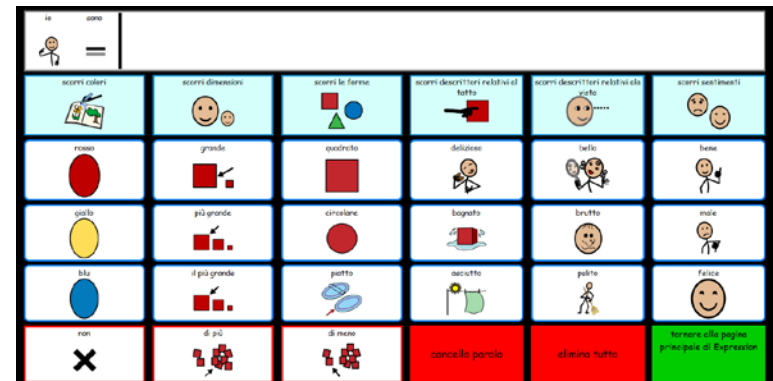 io sono
scorri colori scorri dimensioni scorri le forme scorri descrittori relativi al tatto scorri descrittori relativi ala vista scorri sentimenti
rosso grande quadrato delizioso bello bene
giallo più grande circolare bagnato brutto male
blu il più grande piatto asciutto pulito felice
non di più di meno cancella parola elimina tutto tornare alla pagina principale di Expression